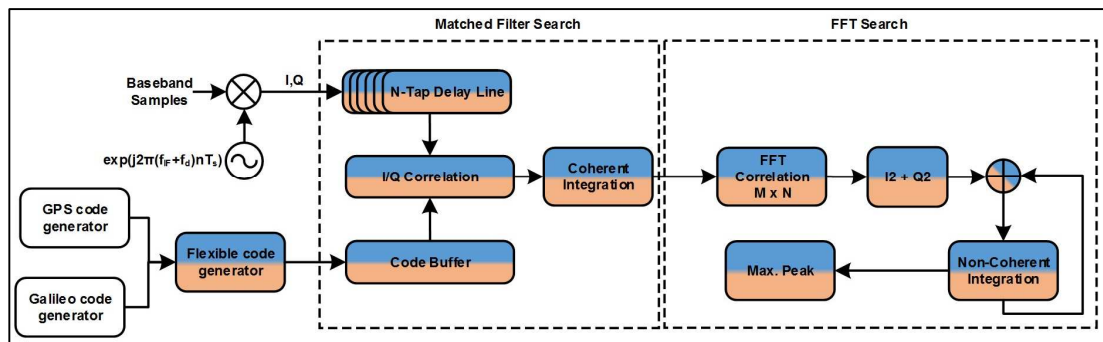 Matched Filter Search
FFT Search
Baseband
Samples
I,Q
N-Tap Delay Line
exp(j2π(fIF+fd)nTs)
I/Q Correlation
Coherent
Integration
FFT
Correlation
M x N
I2 + Q2
GPS code
generator
Flexible code
generator
Code Buffer
Max. Peak
Non-Coherent
Integration
Galileo code
generator